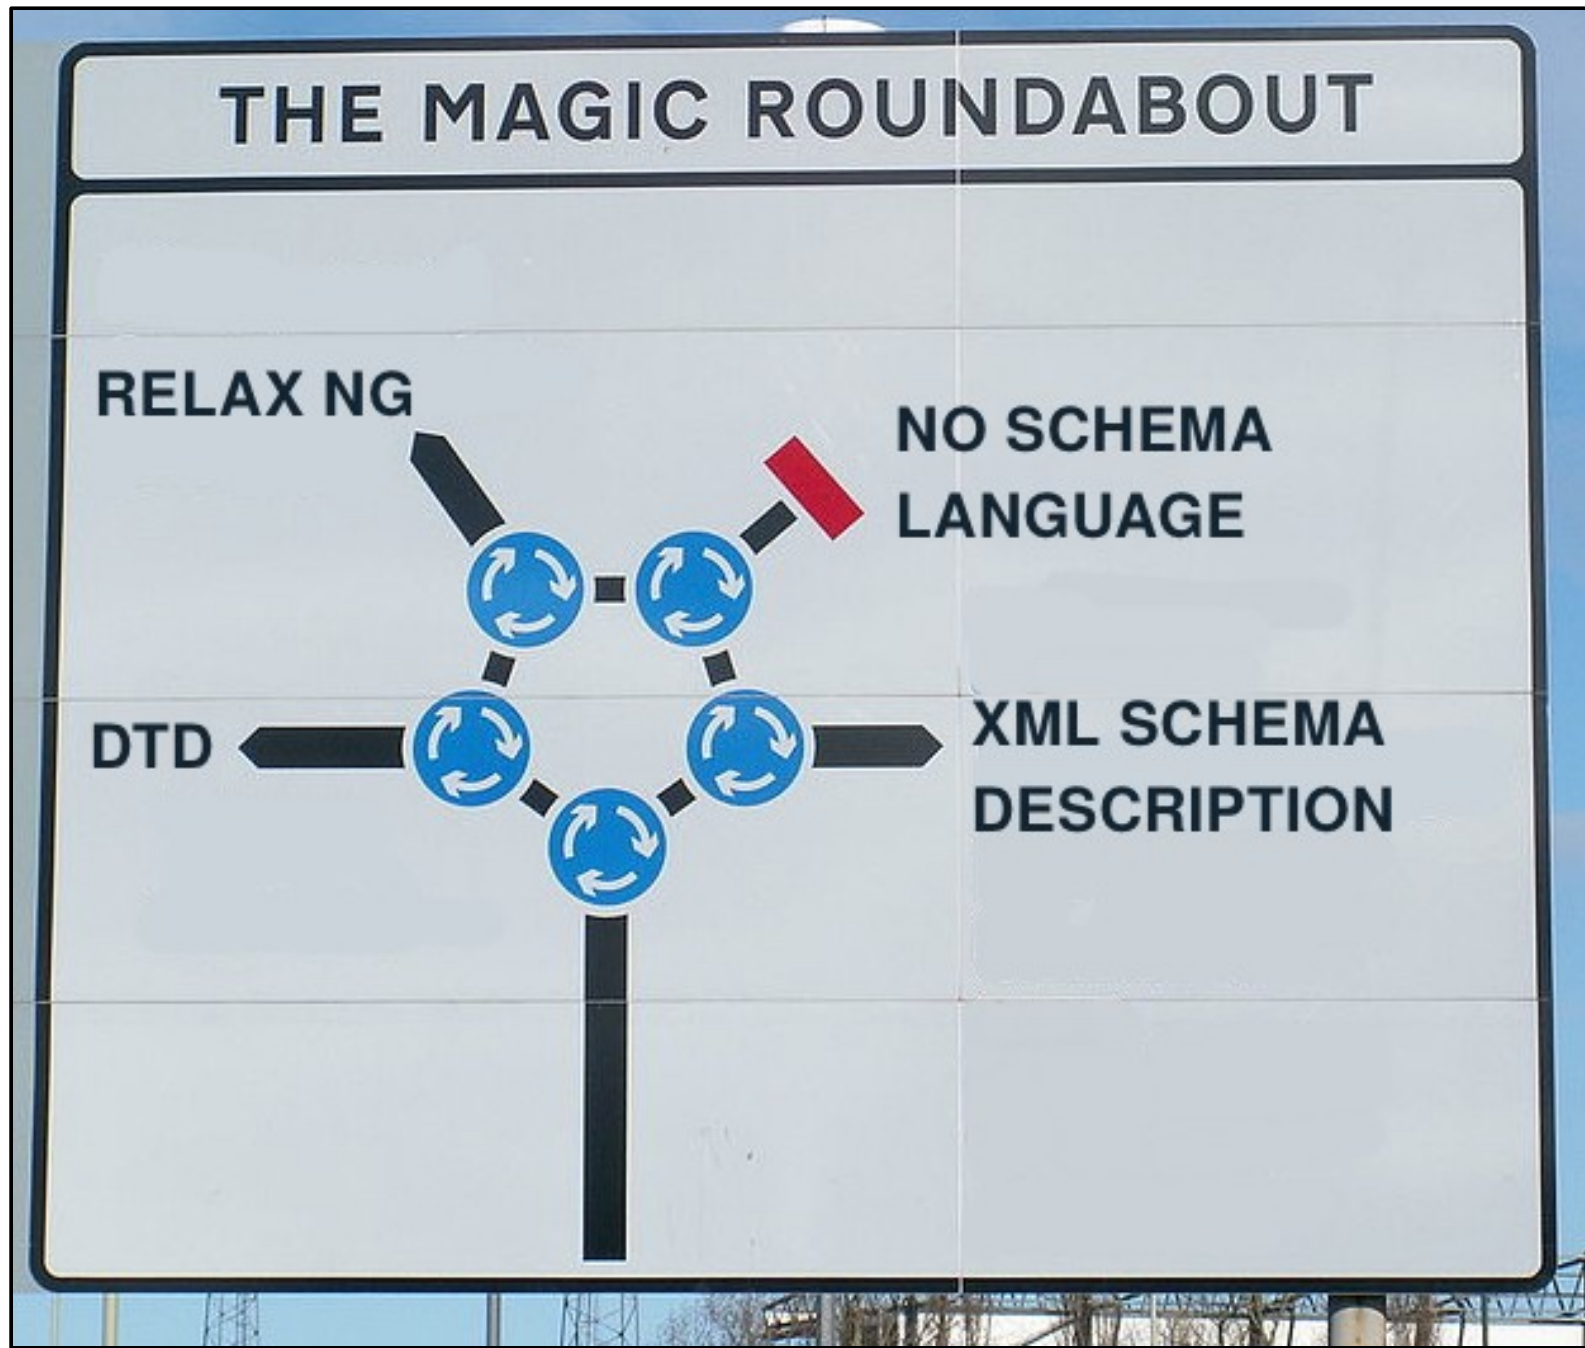 THE MAGIC ROUNDABOUT
RELAX NG
NO SCHEMA
LANGUAGE
DTD
XML SCHEMA
DESCRIPTION